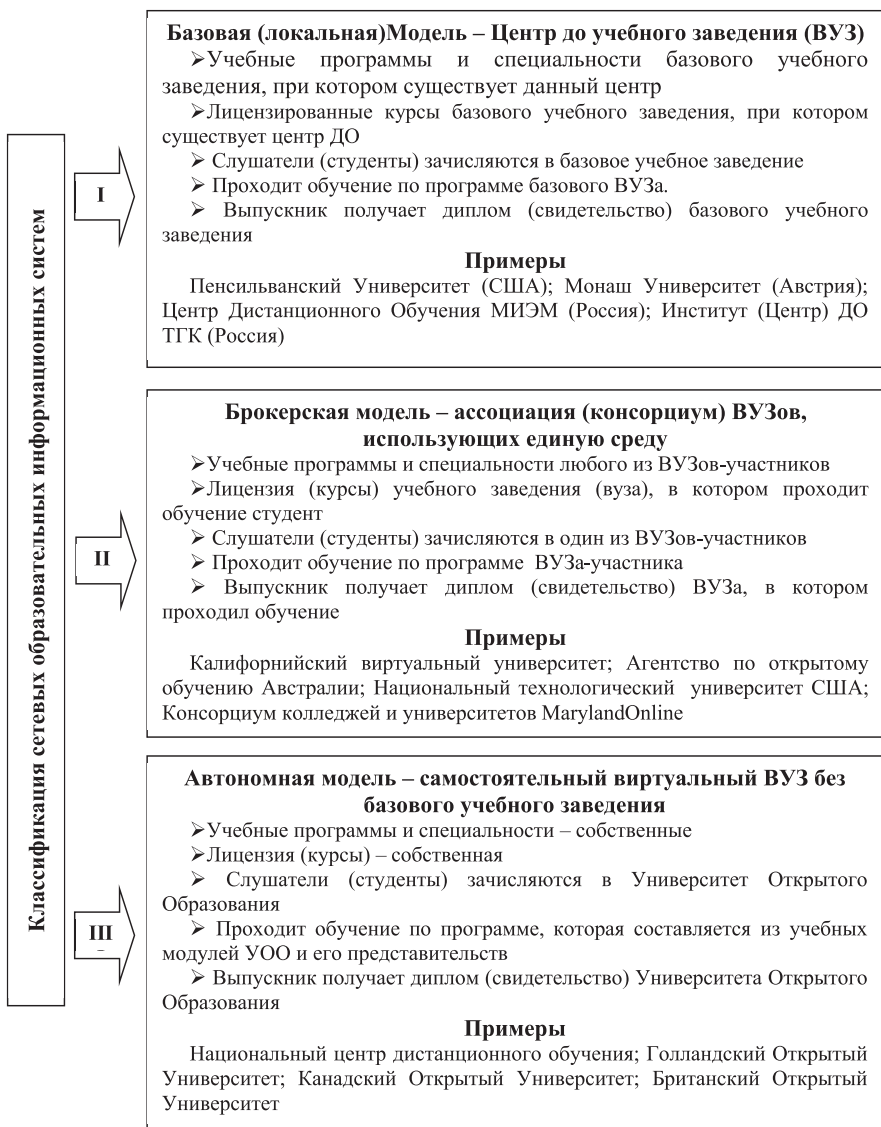 Классификация сетевых образовательных информационных систем
I
Базовая (локальная)Модель – Центр до учебного заведения (ВУЗ)
➢Учебные программы и специальности базового учебного
заведения, при котором существует данный центр
➢Лицензированные курсы базового учебного заведения, при котором
существует центр ДО
➢ Слушатели (студенты) зачисляются в базовое учебное заведение
➢ Проходит обучение по программе базового ВУЗа.
➢ Выпускник получает диплом (свидетельство) базового учебного
заведения
Примеры
Пенсильванский Университет (США); Монаш Университет (Австрия);
Центр Дистанционного Обучения МИЭМ (Россия); Институт (Центр) ДО
ТГК (Россия)
II
Брокерская модель – ассоциация (консорциум) ВУЗов,
использующих единую среду
➢Учебные программы и специальности любого из ВУЗов-участников
➢Лицензия (курсы) учебного заведения (вуза), в котором проходит
обучение студент
➢ Слушатели (студенты) зачисляются в один из ВУЗов-участников
➢ Проходит обучение по программе ВУЗа-участника
➢ Выпускник получает диплом (свидетельство) ВУЗа, в котором
проходил обучение
Примеры
Калифорнийский виртуальный университет; Агентство по открытому
обучению Австралии; Национальный технологический университет США;
Консорциум колледжей и университетов MarylandOnline
III
Автономная модель – самостоятельный виртуальный ВУЗ без
базового учебного заведения
➢Учебные программы и специальности – собственные
➢Лицензия (курсы) – собственная
➢ Слушатели (студенты) зачисляются в Университет Открытого
Образования
➢ Проходит обучение по программе, которая составляется из учебных
модулей УОО и его представительств
➢ Выпускник получает диплом (свидетельство) Университета Открытого
Образования
Примеры
Национальный центр дистанционного обучения; Голландский Открытый
Университет; Канадский Открытый Университет; Британский Открытый
Университет